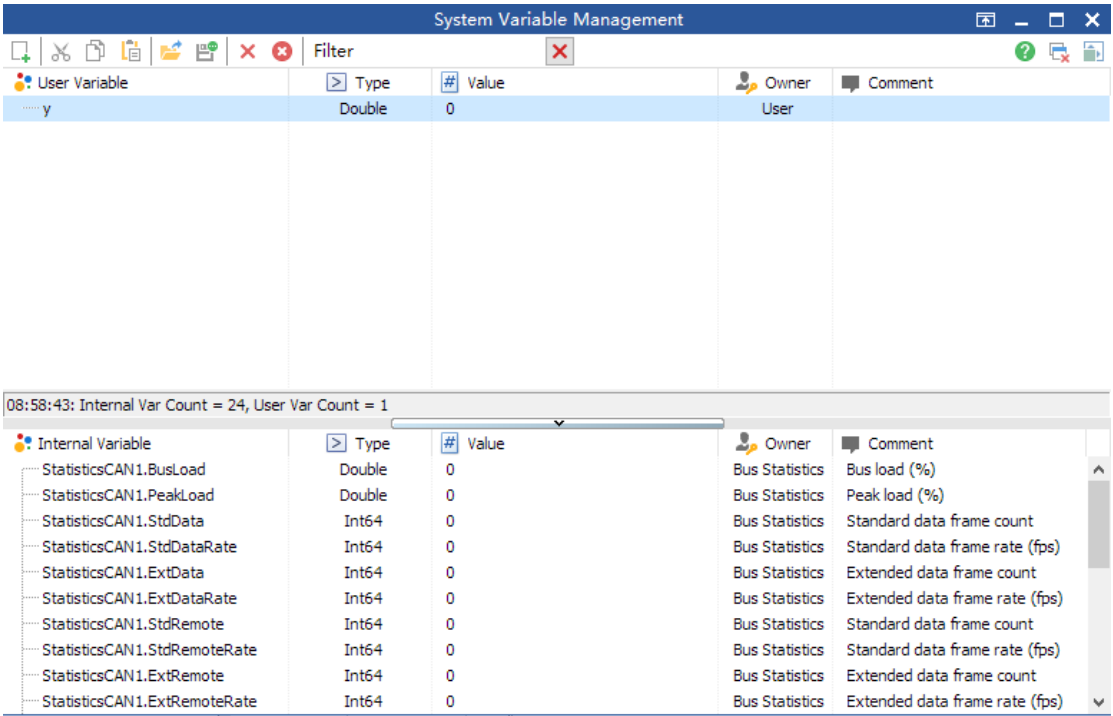 System Variable Management
Filter
User Variable Type Value Owner Comment
y Double 0 User
08:58:43: Internal Var Count = 24, User Var Count = 1
Internal Variable Type Value Owner Comment
StatisticsCAN1.BusLoad Double 0 Bus Statistics Bus load (%)
StatisticsCAN1.PeakLoad Double 0 Bus Statistics Peak load (%)
StatisticsCAN1.StdData Int64 0 Bus Statistics Standard data frame count
StatisticsCAN1.StdDataRate Int64 0 Bus Statistics Standard data frame rate (fps)
StatisticsCAN1.ExtData Int64 0 Bus Statistics Extended data frame count
StatisticsCAN1.ExtDataRate Int64 0 Bus Statistics Extended data frame rate (fps)
StatisticsCAN1.StdRemote Int64 0 Bus Statistics Standard data frame count
StatisticsCAN1.StdRemoteRate Int64 0 Bus Statistics Standard data frame rate (fps)
StatisticsCAN1.ExtRemote Int64 0 Bus Statistics Extended data frame count
StatisticsCAN1.ExtRemoteRate Int64 0 Bus Statistics Extended data frame rate (fps)